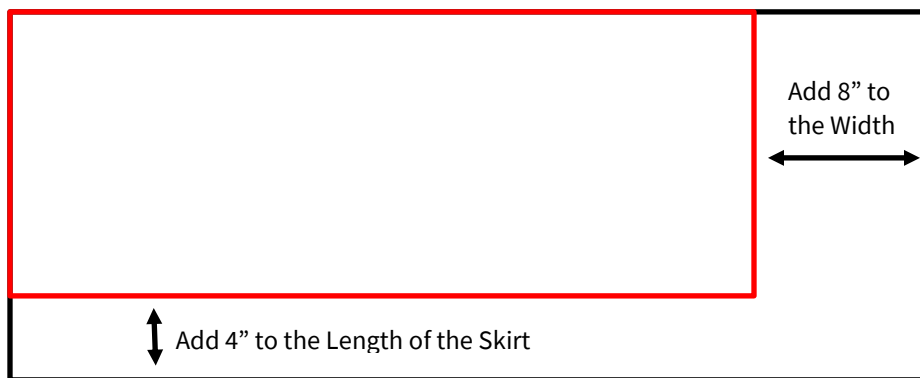 Add 8” to
the Width
Add 4” to the Length of the Skirt